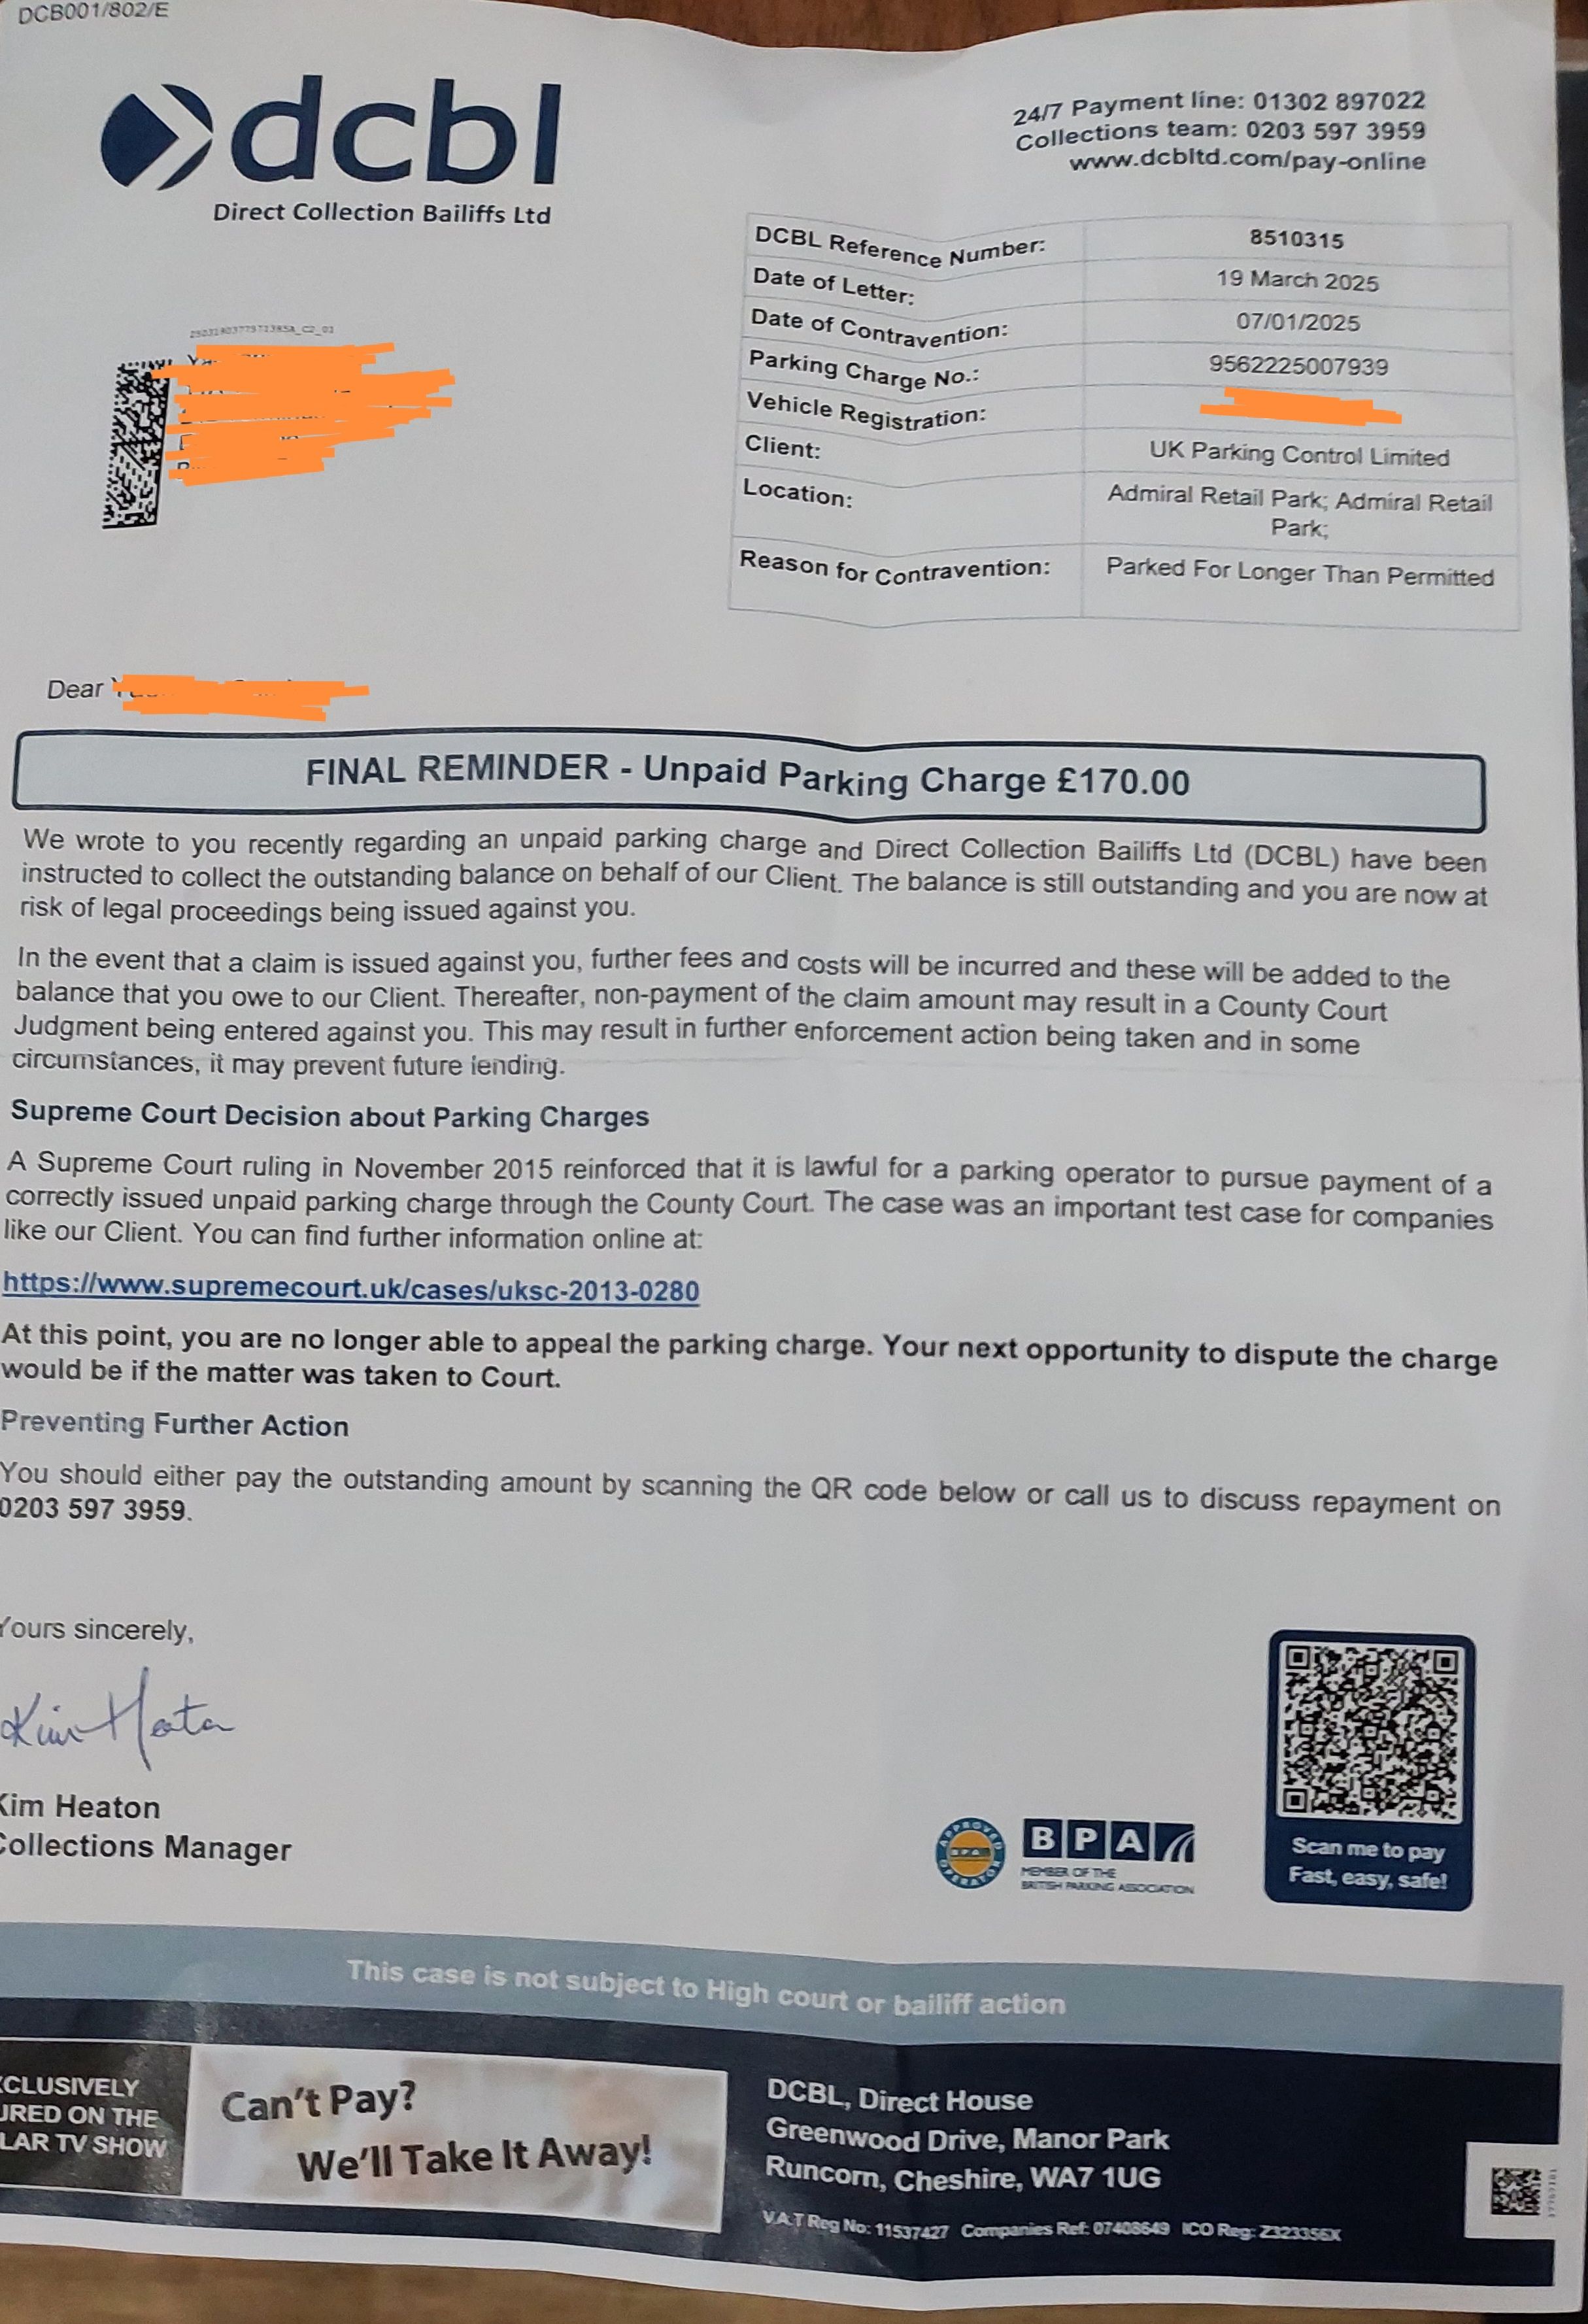 DCB001/802/E
dcbl
Direct Collection Bailiffs Ltd
24/7 Payment line: 01302 897022
Collections team: 0203 597 3959
www.dcbltd.com/pay-online
DCBL Reference Number: 8510315
Date of Letter: 19 March 2025
Date of Contravention: 07/01/2025
Parking Charge No.: 9562225007939
Vehicle Registration:
Client: UK Parking Control Limited
Location: Admiral Retail Park; Admiral Retail
Park;
Reason for Contravention: Parked For Longer Than Permitted
Dear
FINAL REMINDER - Unpaid Parking Charge £170.00
We wrote to you recently regarding an unpaid parking charge and Direct Collection Bailiffs Ltd (DCBL) have been
instructed to collect the outstanding balance on behalf of our Client. The balance is still outstanding and you are now at
risk of legal proceedings being issued against you.
In the event that a claim is issued against you, further fees and costs will be incurred and these will be added to the
balance that you owe to our Client. Thereafter, non-payment of the claim amount may result in a County Court
Judgment being entered against you. This may result in further enforcement action being taken and in some
circumstances, it may prevent future lending.
Supreme Court Decision about Parking Charges
A Supreme Court ruling in November 2015 reinforced that it is lawful for a parking operator to pursue payment of a
correctly issued unpaid parking charge through the County Court. The case was an important test case for companies
like our Client. You can find further information online at:
https://www.supremecourt.uk/cases/uksc-2013-0280
At this point, you are no longer able to appeal the parking charge. Your next opportunity to dispute the charge
would be if the matter was taken to Court.
Preventing Further Action
You should either pay the outstanding amount by scanning the QR code below or call us to discuss repayment on
0203 597 3959.
Yours sincerely,
Kim Heaton
Kim Heaton
Collections Manager
APPROVED
BPA
OPERATOR
BPA
MEMBER OF THE
BRITISH PARKING ASSOCIATION
Scan me to pay
Fast, easy, safe!
This case is not subject to High court or bailiff action
XCLUSIVELY
URED ON THE
LAR TV SHOW
Can't Pay?
We'll Take It Away!
DCBL, Direct House
Greenwood Drive, Manor Park
Runcorn, Cheshire, WA7 1UG
V.A.T Reg No: 11537427 Companies Ref: 07408649 ICO Reg: Z323356X